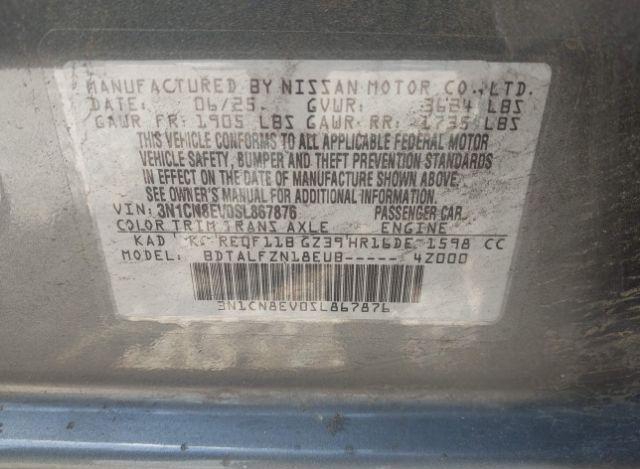 MANUFACTURED BY NISSAN MOTOR CO.,LTD.
DATE 06/25 GVWR: 3624 LBS
GAWR FR: 1905 LBS GAWR RR: 1735 LBS
THIS VEHICLE CONFORMS TO ALL APPLICABLE FEDERAL MOTOR
VEHICLE SAFETY, BUMPER AND THEFT PREVENTION STANDARDS
IN EFFECT ON THE DATE OF MANUFACTURE SHOWN ABOVE.
SEE OWNER'S MANUAL FOR ADDITIONAL INFORMATION.
VIN: 3N1CN8EV0SL867876 PASSENGER CAR
COLOR TRIM TRANS AXLE ENGINE
KAD K REOF11B GZ39 HR16DE 1598 CC
BDTALFZN18EUB----- 4Z000
3N1CN8EV0SL867876